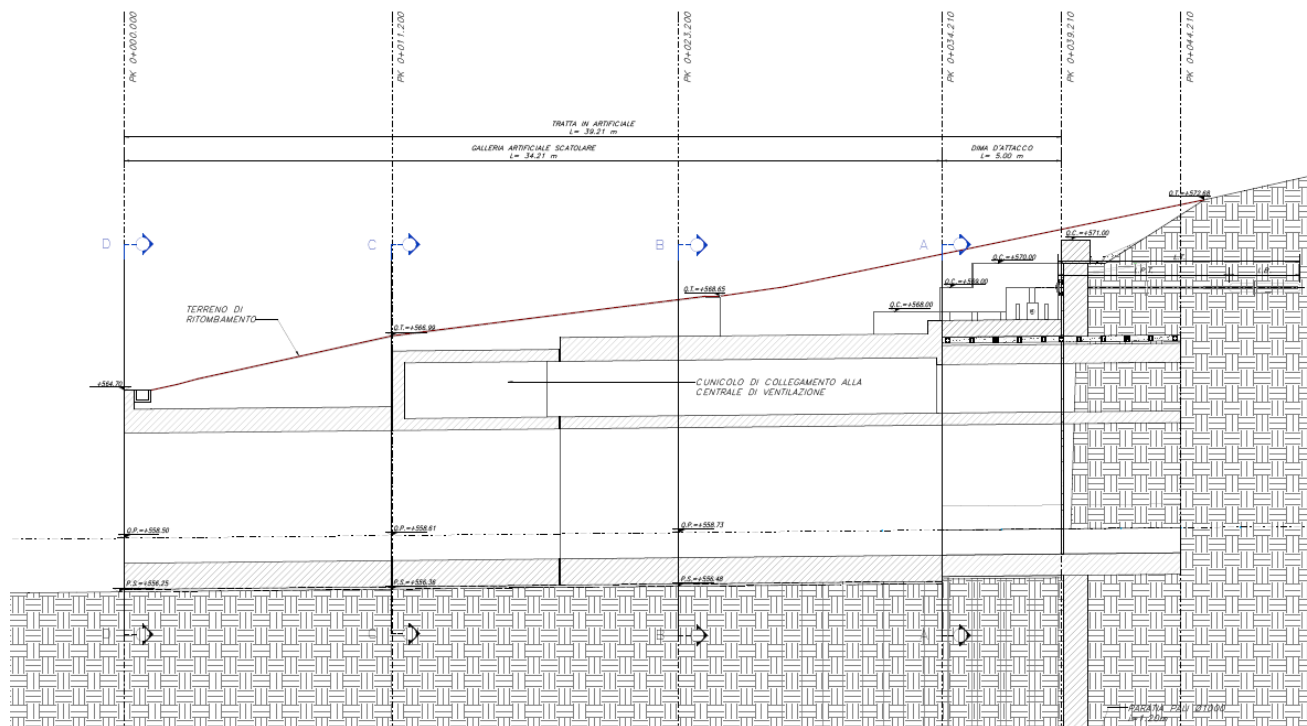 PK 0+000.000
PK 0+011.200
PK 0+023.200
PK 0+034.210
PK 0+039.210
PK 0+044.210
TRATTA IN ARTIFICIALE
L= 39.21 m
GALLERIA ARTIFICIALE SCATOLARE
L= 34.21 m
DIMA D'ATTACCO
L= 5.00 m
Q.T.=+572.68
D
C
B
A
Q.C.=+571.00
Q.C.=+570.00
L.T.
L.P.T.
L.B.
Q.C.=+569.00
Q.T.=+568.65
Q.C.=+568.00
TERRENO DI
RITOMBAMENTO
Q.T.=+566.99
+564.70
CUNICOLO DI COLLEGAMENTO ALLA
CENTRALE DI VENTILAZIONE
Q.P.=+558.50
Q.P.=+558.61
Q.P.=+558.73
P.S.=+556.25
P.S.=+556.36
P.S.=+556.48
D
C
B
A
PARATIA PALI Ø1000